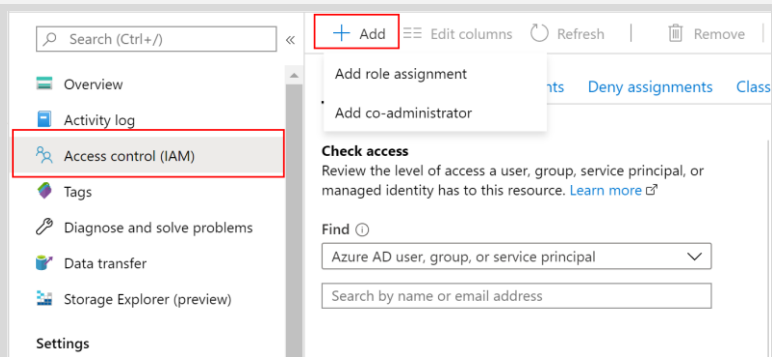 Search (Ctrl+/)
Overview
Activity log
Access control (IAM)
Tags
Diagnose and solve problems
Data transfer
Storage Explorer (preview)
Settings
Add
Edit columns
Refresh
Remove
Add role assignment
Add co-administrator
Deny assignments
Check access
Review the level of access a user, group, service principal, or
managed identity has to this resource. Learn more
Find
Azure AD user, group, or service principal
Search by name or email address